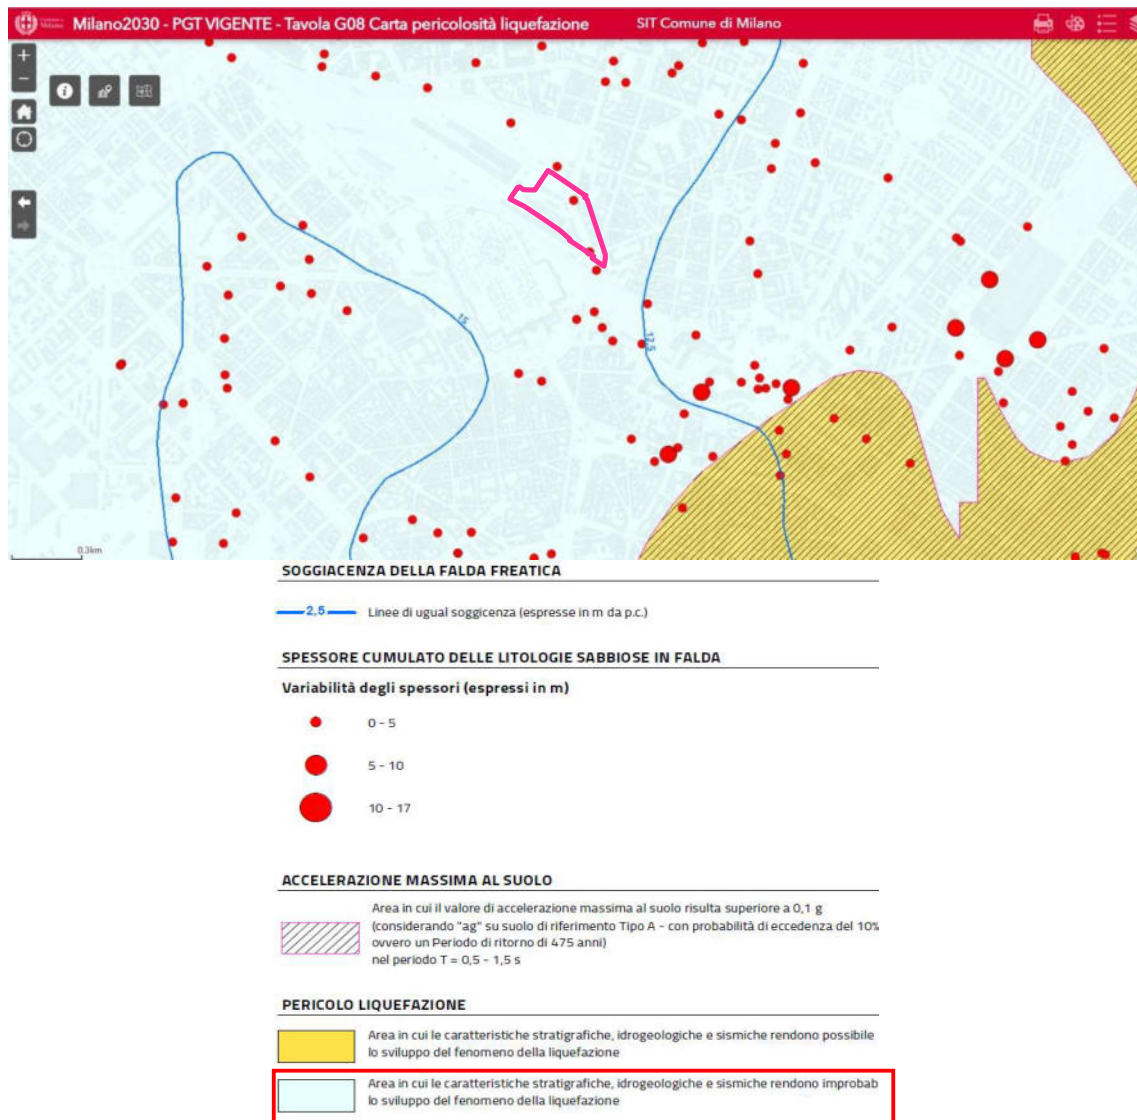 Milano2030 - PGT VIGENTE - Tavola G08 Carta pericolosità liquefazione
SIT Comune di Milano
15
12,5
0.3km
SOGGIACENZA DELLA FALDA FREATICA
2,5 Linee di ugual soggicenza (espresse in m da p.c.)
SPESSORE CUMULATO DELLE LITOLOGIE SABBIOSE IN FALDA
Variabilità degli spessori (espressi in m)
0 - 5
5 - 10
10 - 17
ACCELERAZIONE MASSIMA AL SUOLO
Area in cui il valore di accelerazione massima al suolo risulta superiore a 0,1 g
(considerando "ag" su suolo di riferimento Tipo A - con probabilità di eccedenza del 10%
ovvero un Periodo di ritorno di 475 anni)
nel periodo T = 0,5 - 1,5 s
PERICOLO LIQUEFAZIONE
Area in cui le caratteristiche stratigrafiche, idrogeologiche e sismiche rendono possibile
lo sviluppo del fenomeno della liquefazione
Area in cui le caratteristiche stratigrafiche, idrogeologiche e sismiche rendono improbab
lo sviluppo del fenomeno della liquefazione